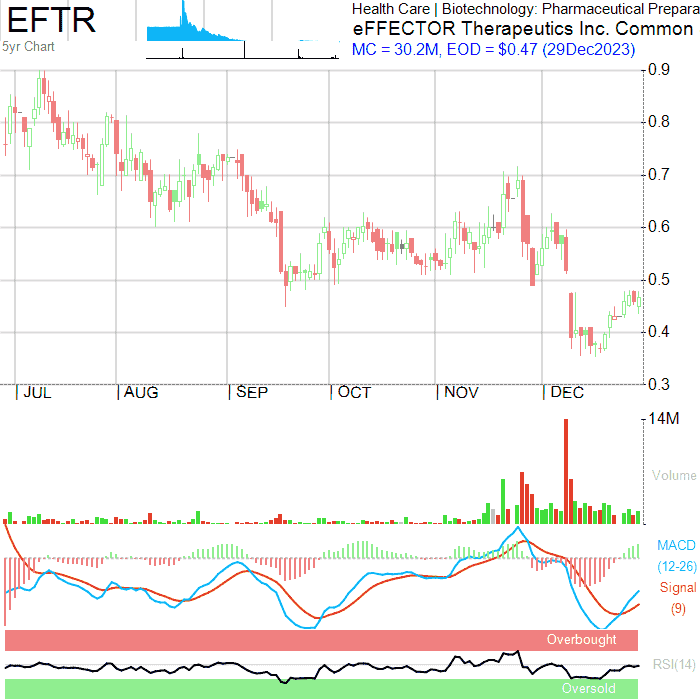 EFTR
5yr Chart
Health Care | Biotechnology: Pharmaceutical Prepara
eFFECTOR Therapeutics Inc. Common
MC = 30.2M, EOD = $0.47 (29Dec2023)
0.9
0.8
0.7
0.6
0.5
0.4
0.3
JUL AUG SEP OCT NOV DEC
14M
Volume
MACD
(12-26)
Signal
(9)
Overbought
RSI(14)
Oversold